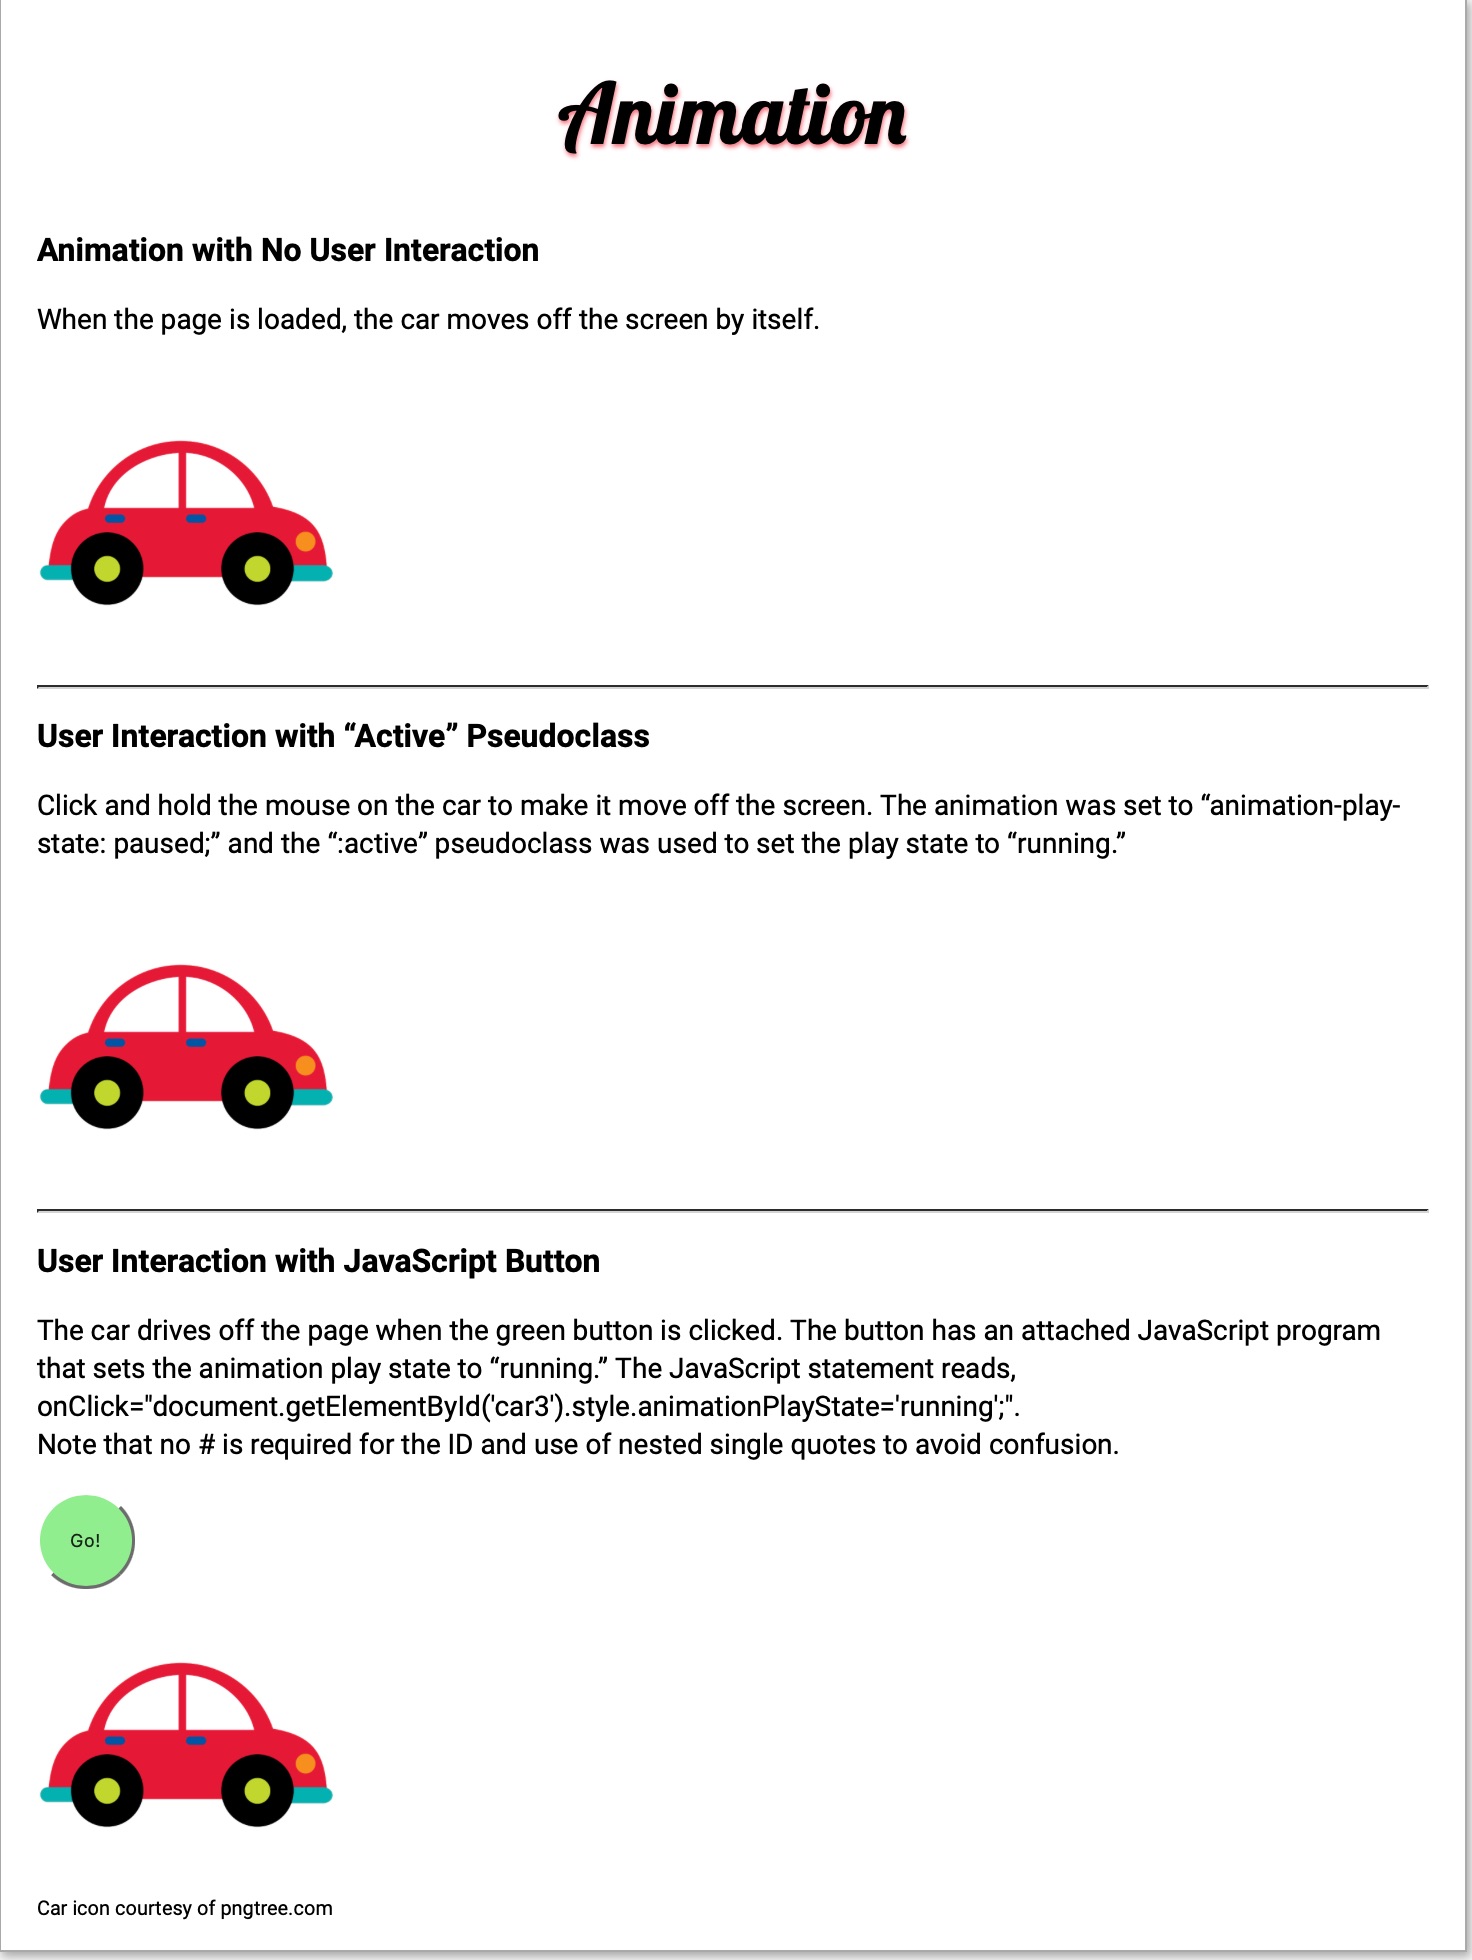 Animation
Animation with No User Interaction
When the page is loaded, the car moves off the screen by itself.
User Interaction with “Active” Pseudoclass
Click and hold the mouse on the car to make it move off the screen. The animation was set to “animation-play-
state: paused;” and the “:active” pseudoclass was used to set the play state to “running.”
User Interaction with JavaScript Button
The car drives off the page when the green button is clicked. The button has an attached JavaScript program
that sets the animation play state to “running.” The JavaScript statement reads,
onClick="document.getElementById('car3').style.animationPlayState='running';".
Note that no # is required for the ID and use of nested single quotes to avoid confusion.
Go!
Car icon courtesy of pngtree.com